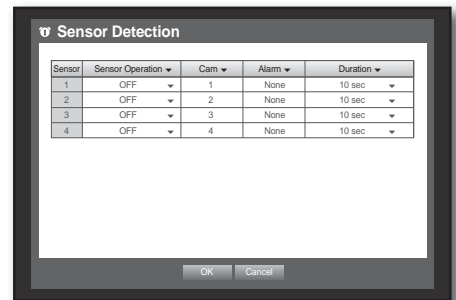 Sensor Detection
Sensor Sensor Operation Cam Alarm Duration
1 OFF 1 None 10 sec
2 OFF 2 None 10 sec
3 OFF 3 None 10 sec
4 OFF 4 None 10 sec
OK Cancel